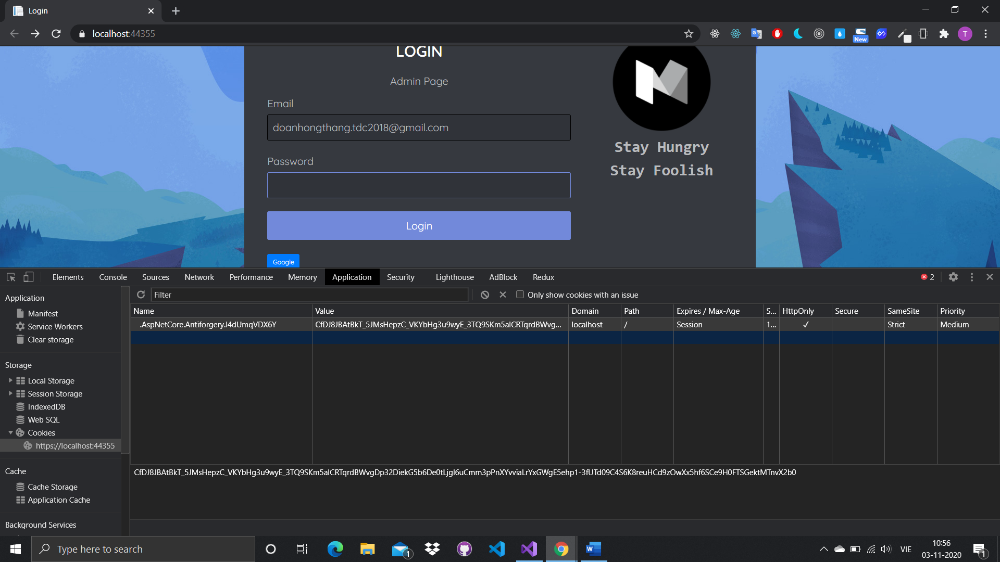 Login
localhost:44355
New
T
LOGIN
Admin Page
Email
doanhongthang.tdc2018@gmail.com
Password
Login
Google
Stay Hungry
Stay Foolish
Elements Console Sources Network Performance Memory Application Security Lighthouse AdBlock Redux 2
Application
Manifest
Service Workers
Clear storage
Storage
Local Storage
Session Storage
IndexedDB
Web SQL
Cookies
https://localhost:44355
Cache
Cache Storage
Application Cache
Background Services
Filter Only show cookies with an issue
Name Value Domain Path Expires / Max-Age S... HttpOnly Secure SameSite Priority
.AspNetCore.Antiforgery.I4dUmqVDX6Y CfDJ8JBAtBkT_5JMsHepzC_VKYbHg3u9wyE_3TQ9SKm5alCRTqrdBWvg... localhost / Session 1... ✓ Strict Medium
CfDJ8JBAtBkT_5JMsHepzC_VKYbHg3u9wyE_3TQ9SKm5alCRTqrdBWvgDp32DiekG5b6De0tLjgl6uCmm3pPnXYvviaLrYxGWgE5ehp1-3fUTd09C4S6K8reuHCd9zOwXx5hf6SCe9H0FTSGektMTnvX2b0
Type here to search
1
VIE
10:56
03-11-2020
1